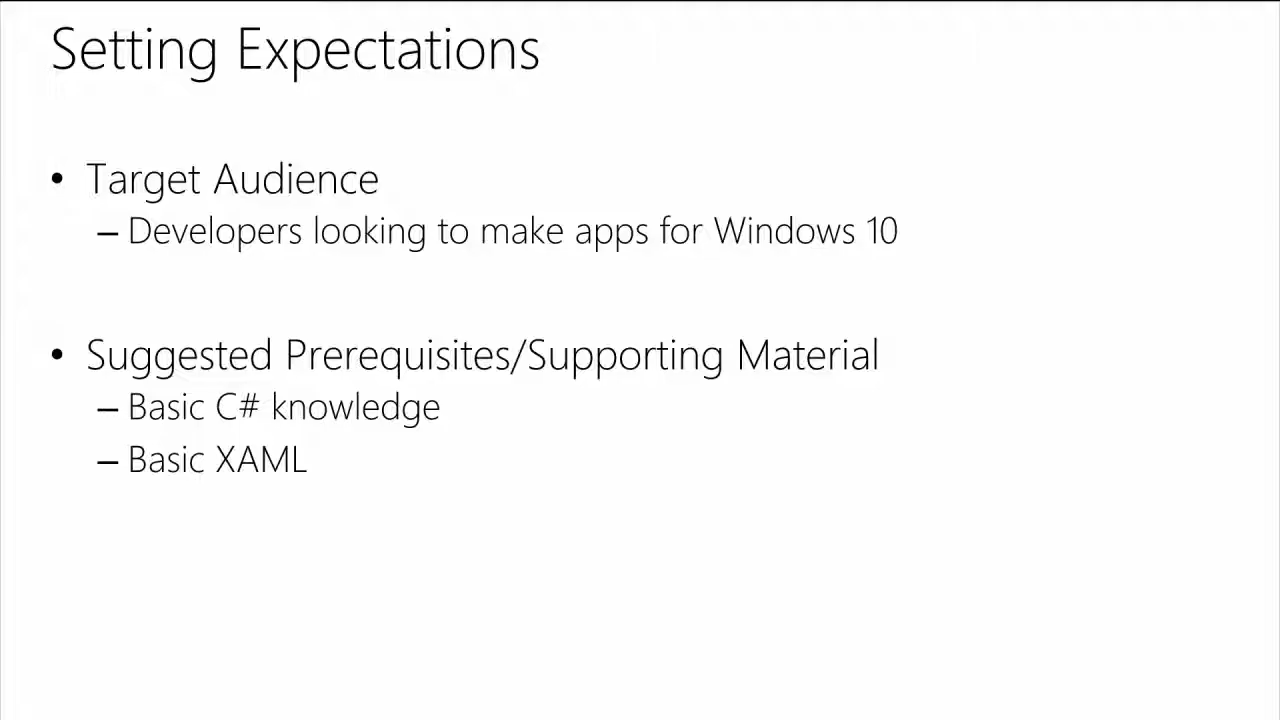 Setting Expectations
• Target Audience
– Developers looking to make apps for Windows 10
• Suggested Prerequisites/Supporting Material
– Basic C# knowledge
– Basic XAML